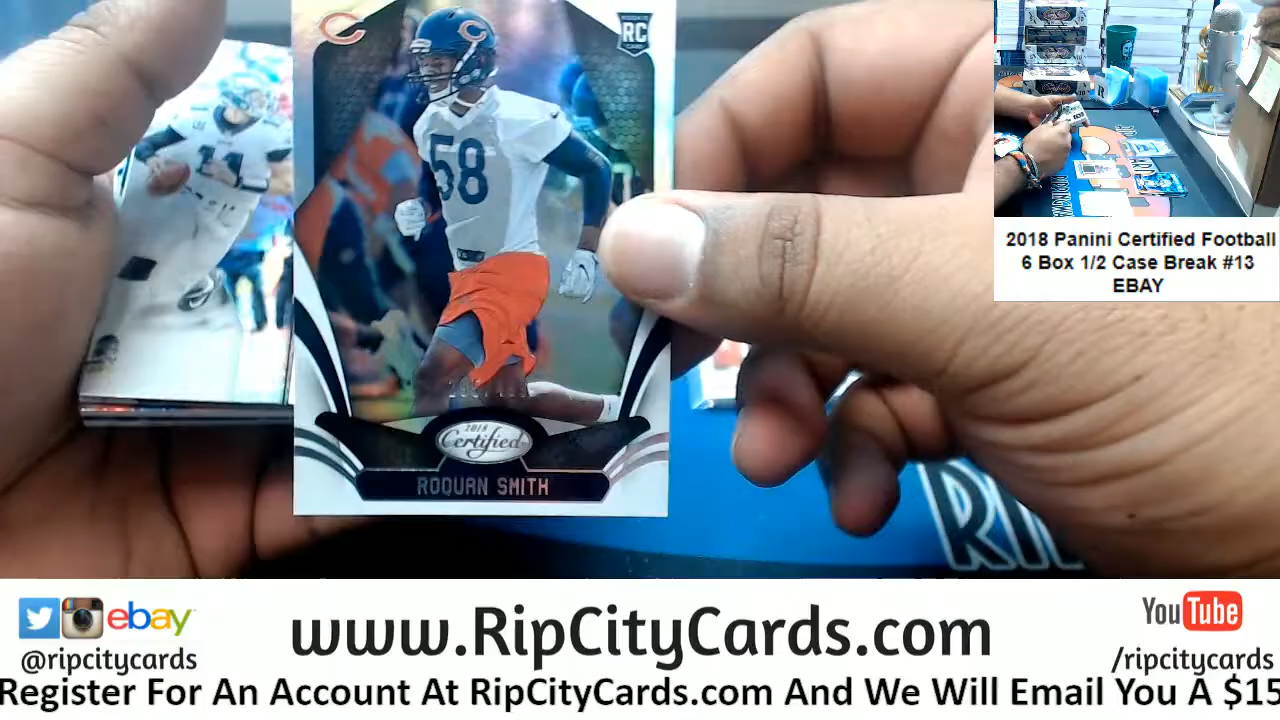 RC
58
11
2018
Certified
ROQUAN SMITH
2018 Panini Certified Football
6 Box 1/2 Case Break #13
EBAY
ebay
@ripcitycards
www.RipCityCards.com
YouTube
/ripcitycards
Register For An Account At RipCityCards.com And We Will Email You A $15